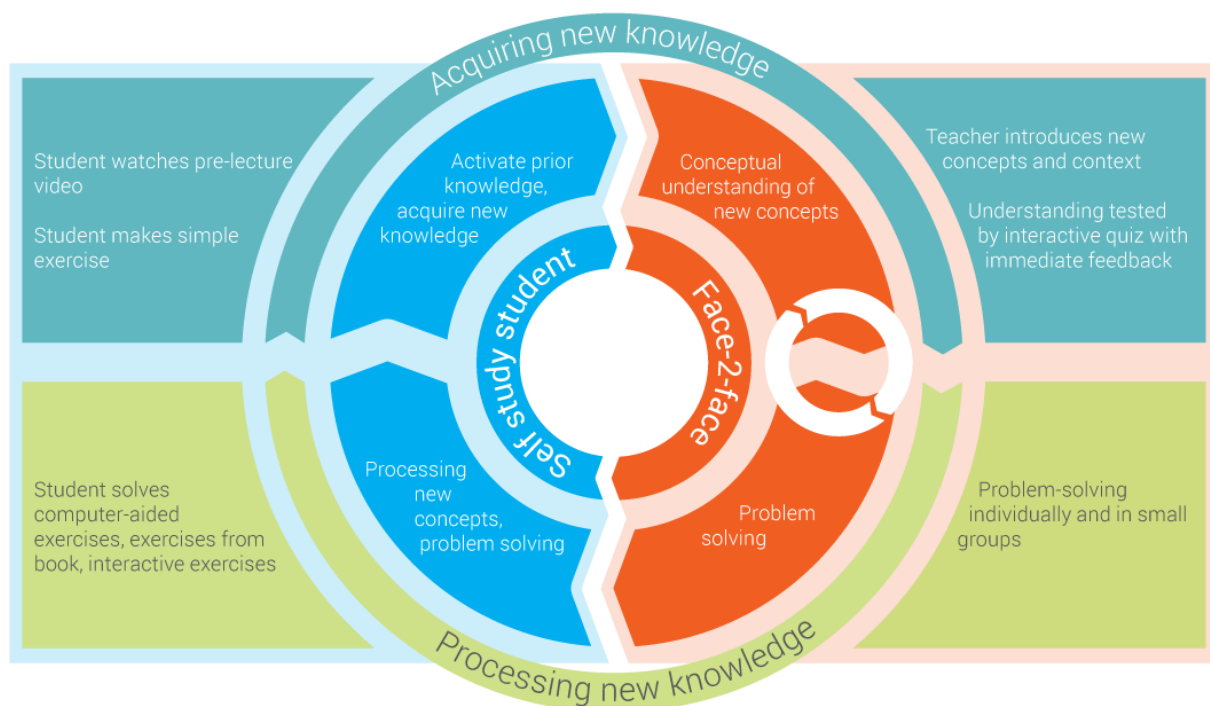 Acquiring new knowledge
Student watches pre-lecture
video
Student makes simple
exercise
Activate prior
knowledge,
acquire new
knowledge
Conceptual
understanding of
new concepts
Teacher introduces new
concepts and context
Understanding tested
by interactive quiz with
immediate feedback
Self study student
Face-2-face
Student solves
computer-aided
exercises, exercises from
book, interactive exercises
Processing
new
concepts,
problem solving
Problem
solving
Problem-solving
individually and in small
groups
Processing new knowledge